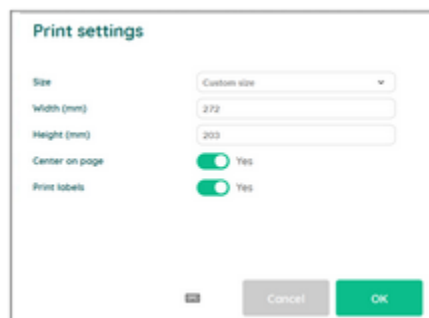 Print settings
Size Custom size
Width (mm) 272
Height (mm) 203
Center on page Yes
Print labels Yes
Cancel OK